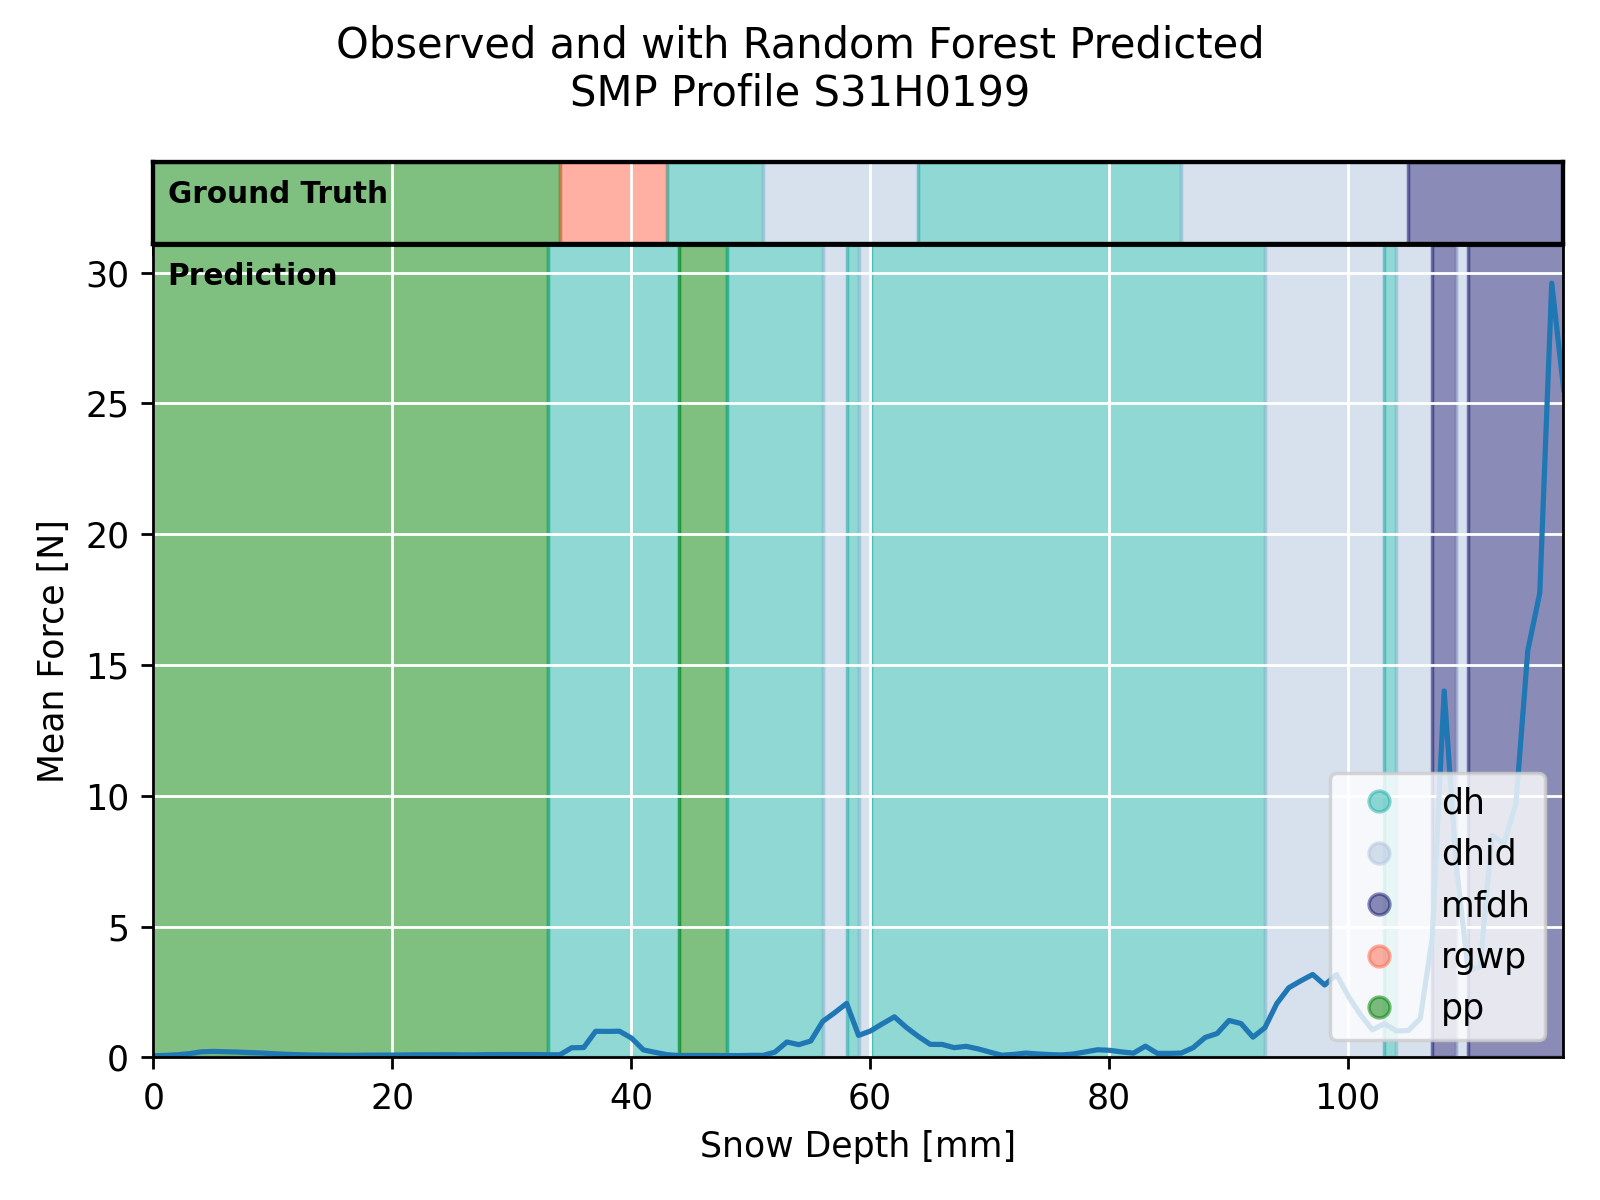 Observed and with Random Forest Predicted
SMP Profile S31H0199
Ground Truth
Prediction
30
25
20
15
10
5
0
Mean Force [N]
dh
dhid
mfdh
rgwp
pp
0 20 40 60 80 100
Snow Depth [mm]